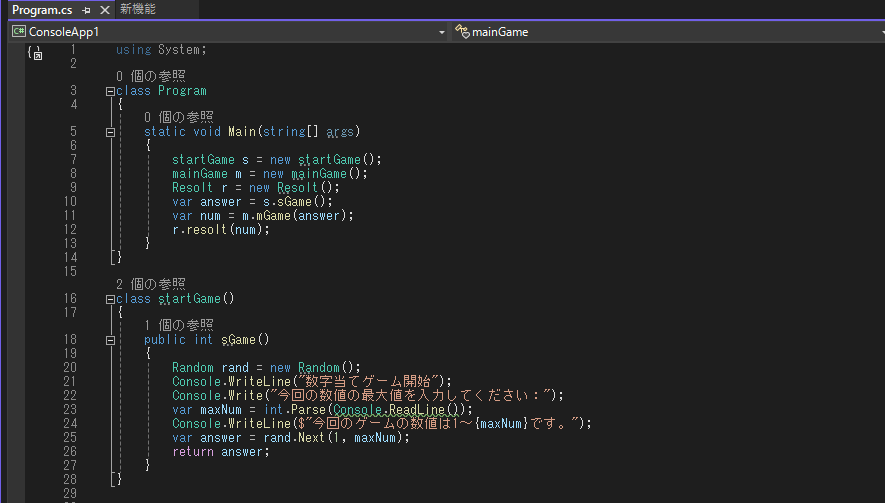 Program.cs 新機能
C# ConsoleApp1 mainGame
1 using System;
2
0 個の参照
3 class Program
4 {
0 個の参照
5 static void Main(string[] args)
6 {
7 startGame s = new startGame();
8 mainGame m = new mainGame();
9 Resolt r = new Resolt();
10 var answer = s.sGame();
11 var num = m.mGame(answer);
12 r.resolt(num);
13 }
14 }
15
2 個の参照
16 class startGame()
17 {
1 個の参照
18 public int sGame()
19 {
20 Random rand = new Random();
21 Console.WriteLine("数字当てゲーム開始");
22 Console.Write("今回の数値の最大値を入力してください：");
23 var maxNum = int.Parse(Console.ReadLine());
24 Console.WriteLine($"今回のゲームの数値は1～{maxNum}です。");
25 var answer = rand.Next(1, maxNum);
26 return answer;
27 }
28 }
29